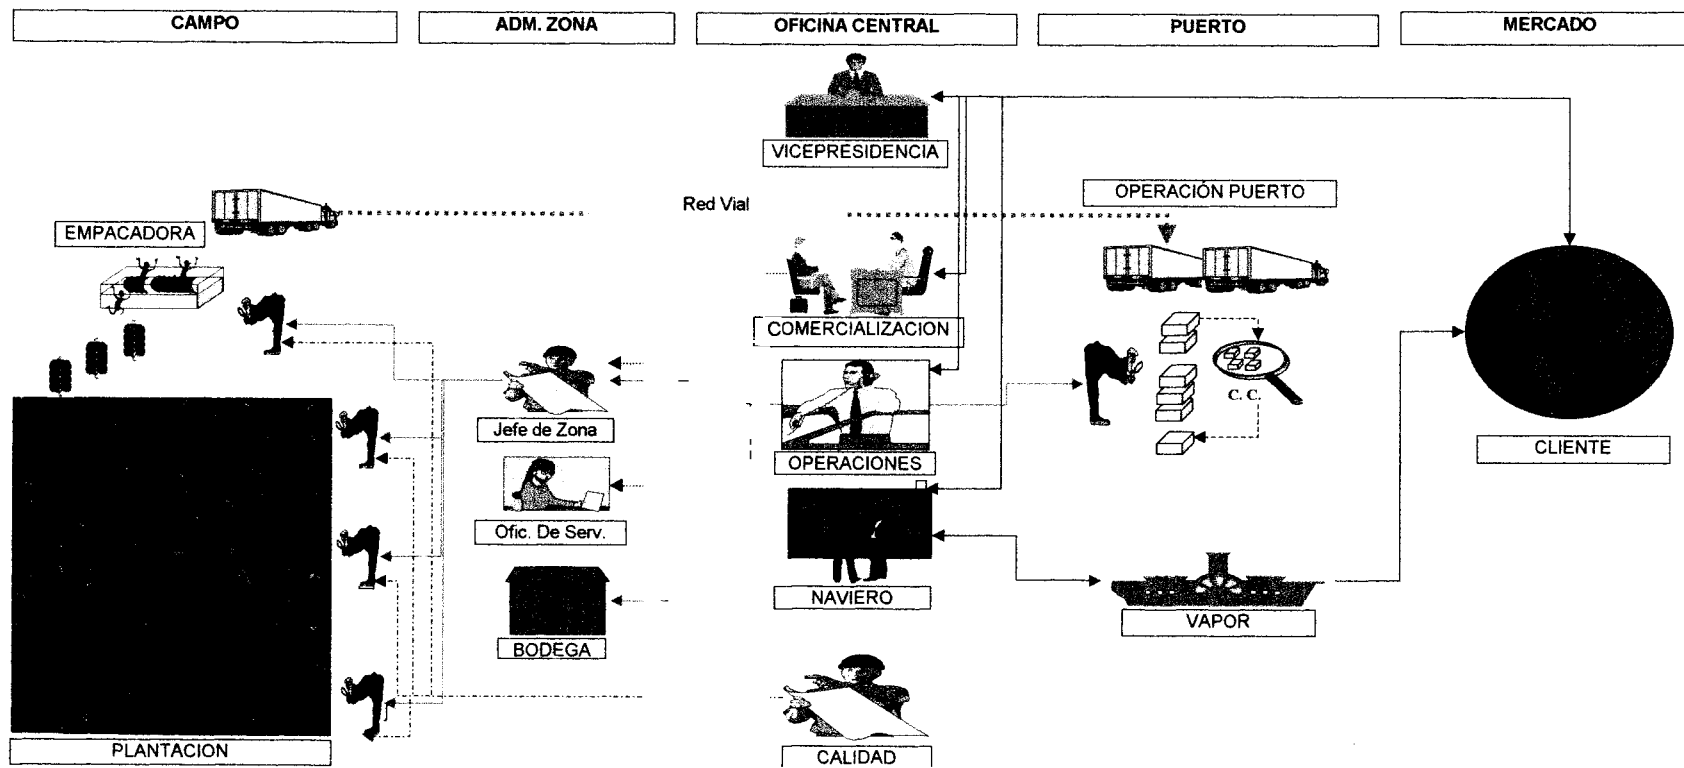 CAMPO
ADM. ZONA
OFICINA CENTRAL
PUERTO
MERCADO
VICEPRESIDENCIA
OPERACIÓN PUERTO
Red Vial
EMPACADORA
COMERCIALIZACION
C. C.
Jefe de Zona
OPERACIONES
CLIENTE
Ofic. De Serv.
NAVIERO
VAPOR
BODEGA
PLANTACION
CALIDAD